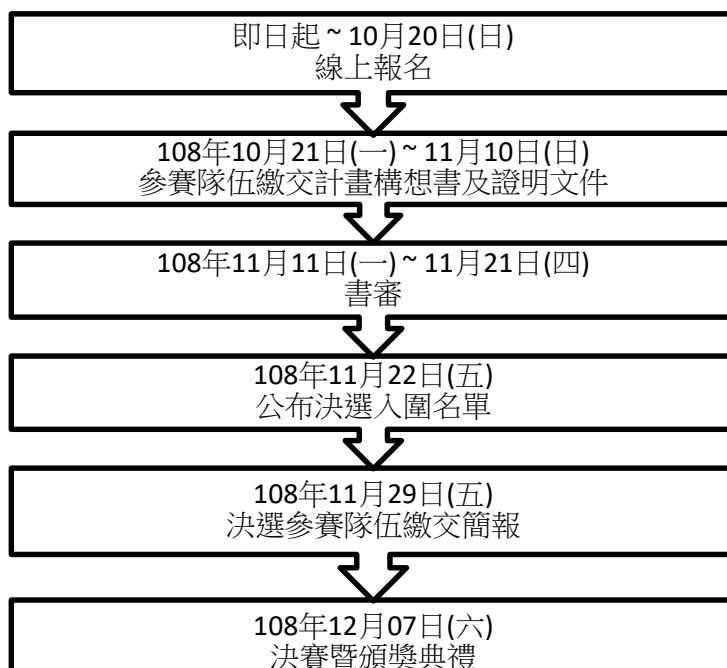 即日起 ~ 10月20日(日)
線上報名
108年10月21日(一) ~ 11月10日(日)
參賽隊伍繳交計畫構想書及證明文件
108年11月11日(一) ~ 11月21日(四)
書審
108年11月22日(五)
公布決選入圍名單
108年11月29日(五)
決選參賽隊伍繳交簡報
108年12月07日(六)
決賽暨頒獎典禮